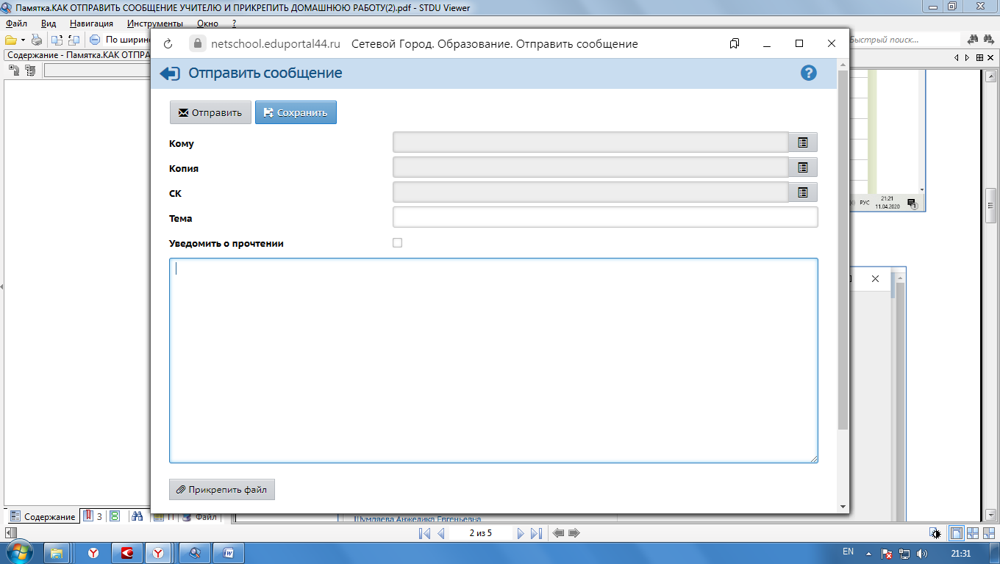 Памятка.КАК ОТПРАВИТЬ СООБЩЕНИЕ УЧИТЕЛЮ И ПРИКРЕПИТЬ ДОМАШНЮЮ РАБОТУ(2).pdf - STDU Viewer
Файл Вид Навигация Инструменты Окно ?
По ширин
Быстрый поиск...
Содержание - Памятка.КАК ОТПРА
netschool.eduportal44.ru Сетевой Город. Образование. Отправить сообщение
Отправить сообщение ?
Отправить Сохранить
Кому
Копия
СК
Тема
Уведомить о прочтении
РУС 21:21
11.04.2020
Прикрепить файл
Содержание 3 Файл
Шумляева Анжелика Евгеньевна
2 из 5
EN 21:31